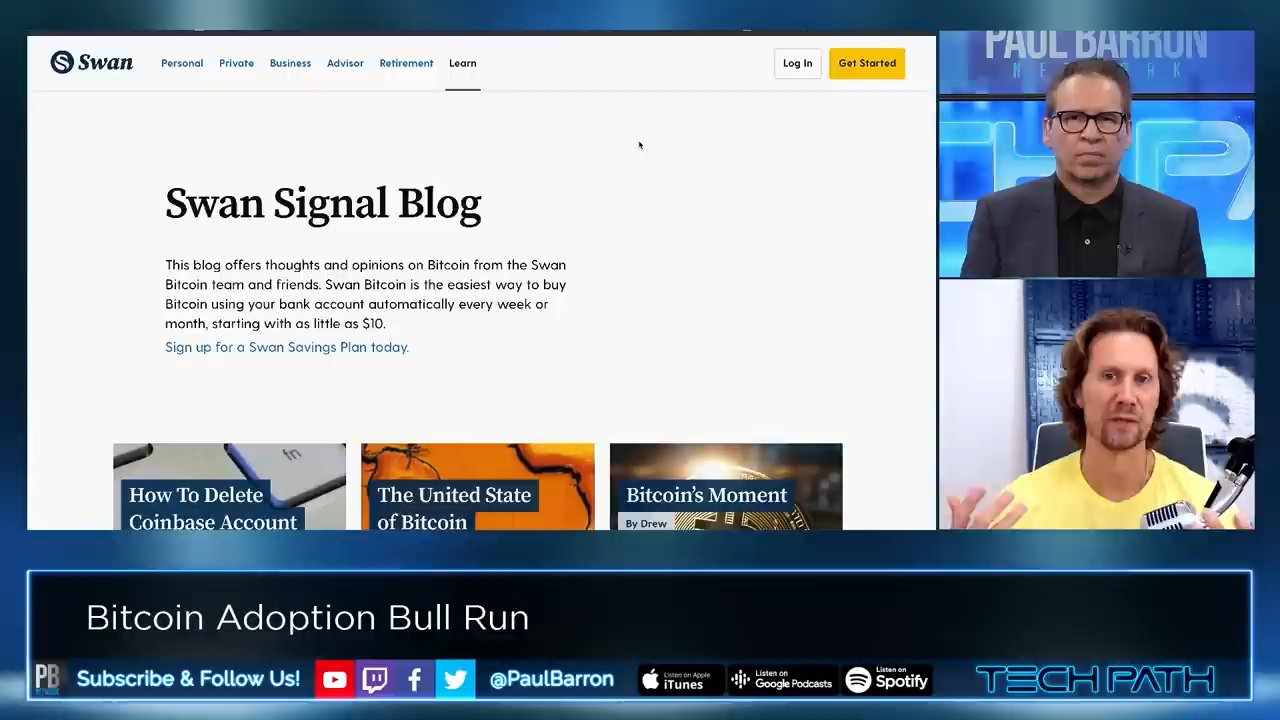 Swan
Personal
Private
Business
Advisor
Retirement
Learn
Log In
Get Started
Swan Signal Blog
This blog offers thoughts and opinions on Bitcoin from the Swan
Bitcoin team and friends. Swan Bitcoin is the easiest way to buy
Bitcoin using your bank account automatically every week or
month, starting with as little as $10.
Sign up for a Swan Savings Plan today.
fn
How To Delete
Coinbase Account
The United State
of Bitcoin
Bitcoin's Moment
By Drew
PAUL BARRON
NETWORK
Bitcoin Adoption Bull Run
PB
NETWORK
Subscribe & Follow Us!
@PaulBarron
Listen on Apple
iTunes
Listen on
Google Podcasts
Listen on
Spotify
TECH PATH